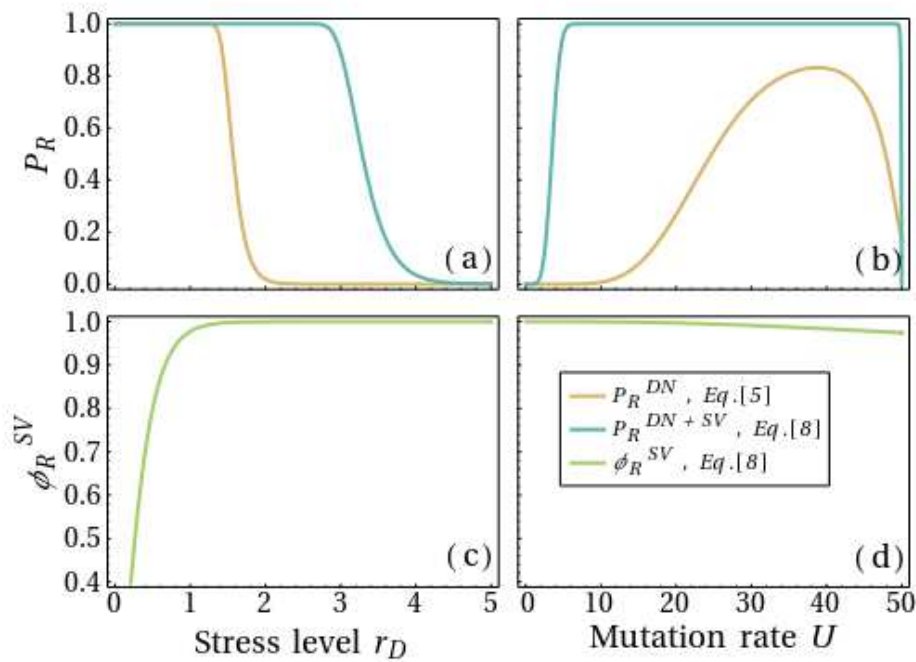 1.0
0.8
0.6
0.4
0.2
0.0
P_R
(a)
(b)
1.0
0.9
0.8
0.7
0.6
0.5
0.4
ϕ_R^SV
(c)
P_R^DN , Eq.[5]
P_R^DN + SV , Eq.[8]
ϕ_R^SV , Eq.[8]
(d)
0 1 2 3 4 5
0 10 20 30 40 50
Stress level r_D
Mutation rate U